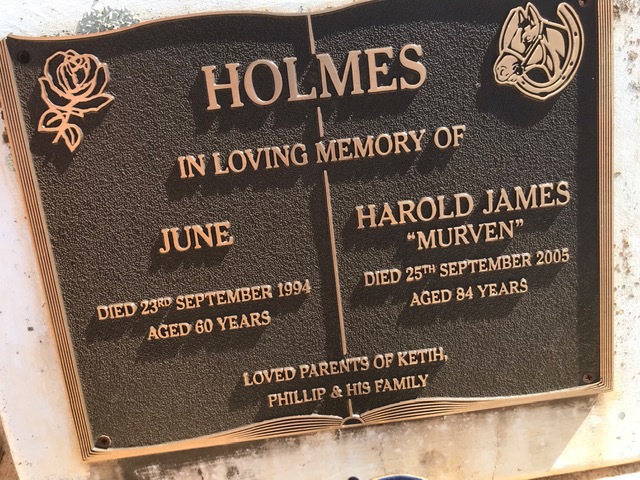 HOLMES
IN LOVING MEMORY OF
JUNE
DIED 23RD SEPTEMBER 1994
AGED 60 YEARS
HAROLD JAMES
"MURVEN"
DIED 25TH SEPTEMBER 2005
AGED 84 YEARS
LOVED PARENTS OF KETIH,
PHILLIP & HIS FAMILY